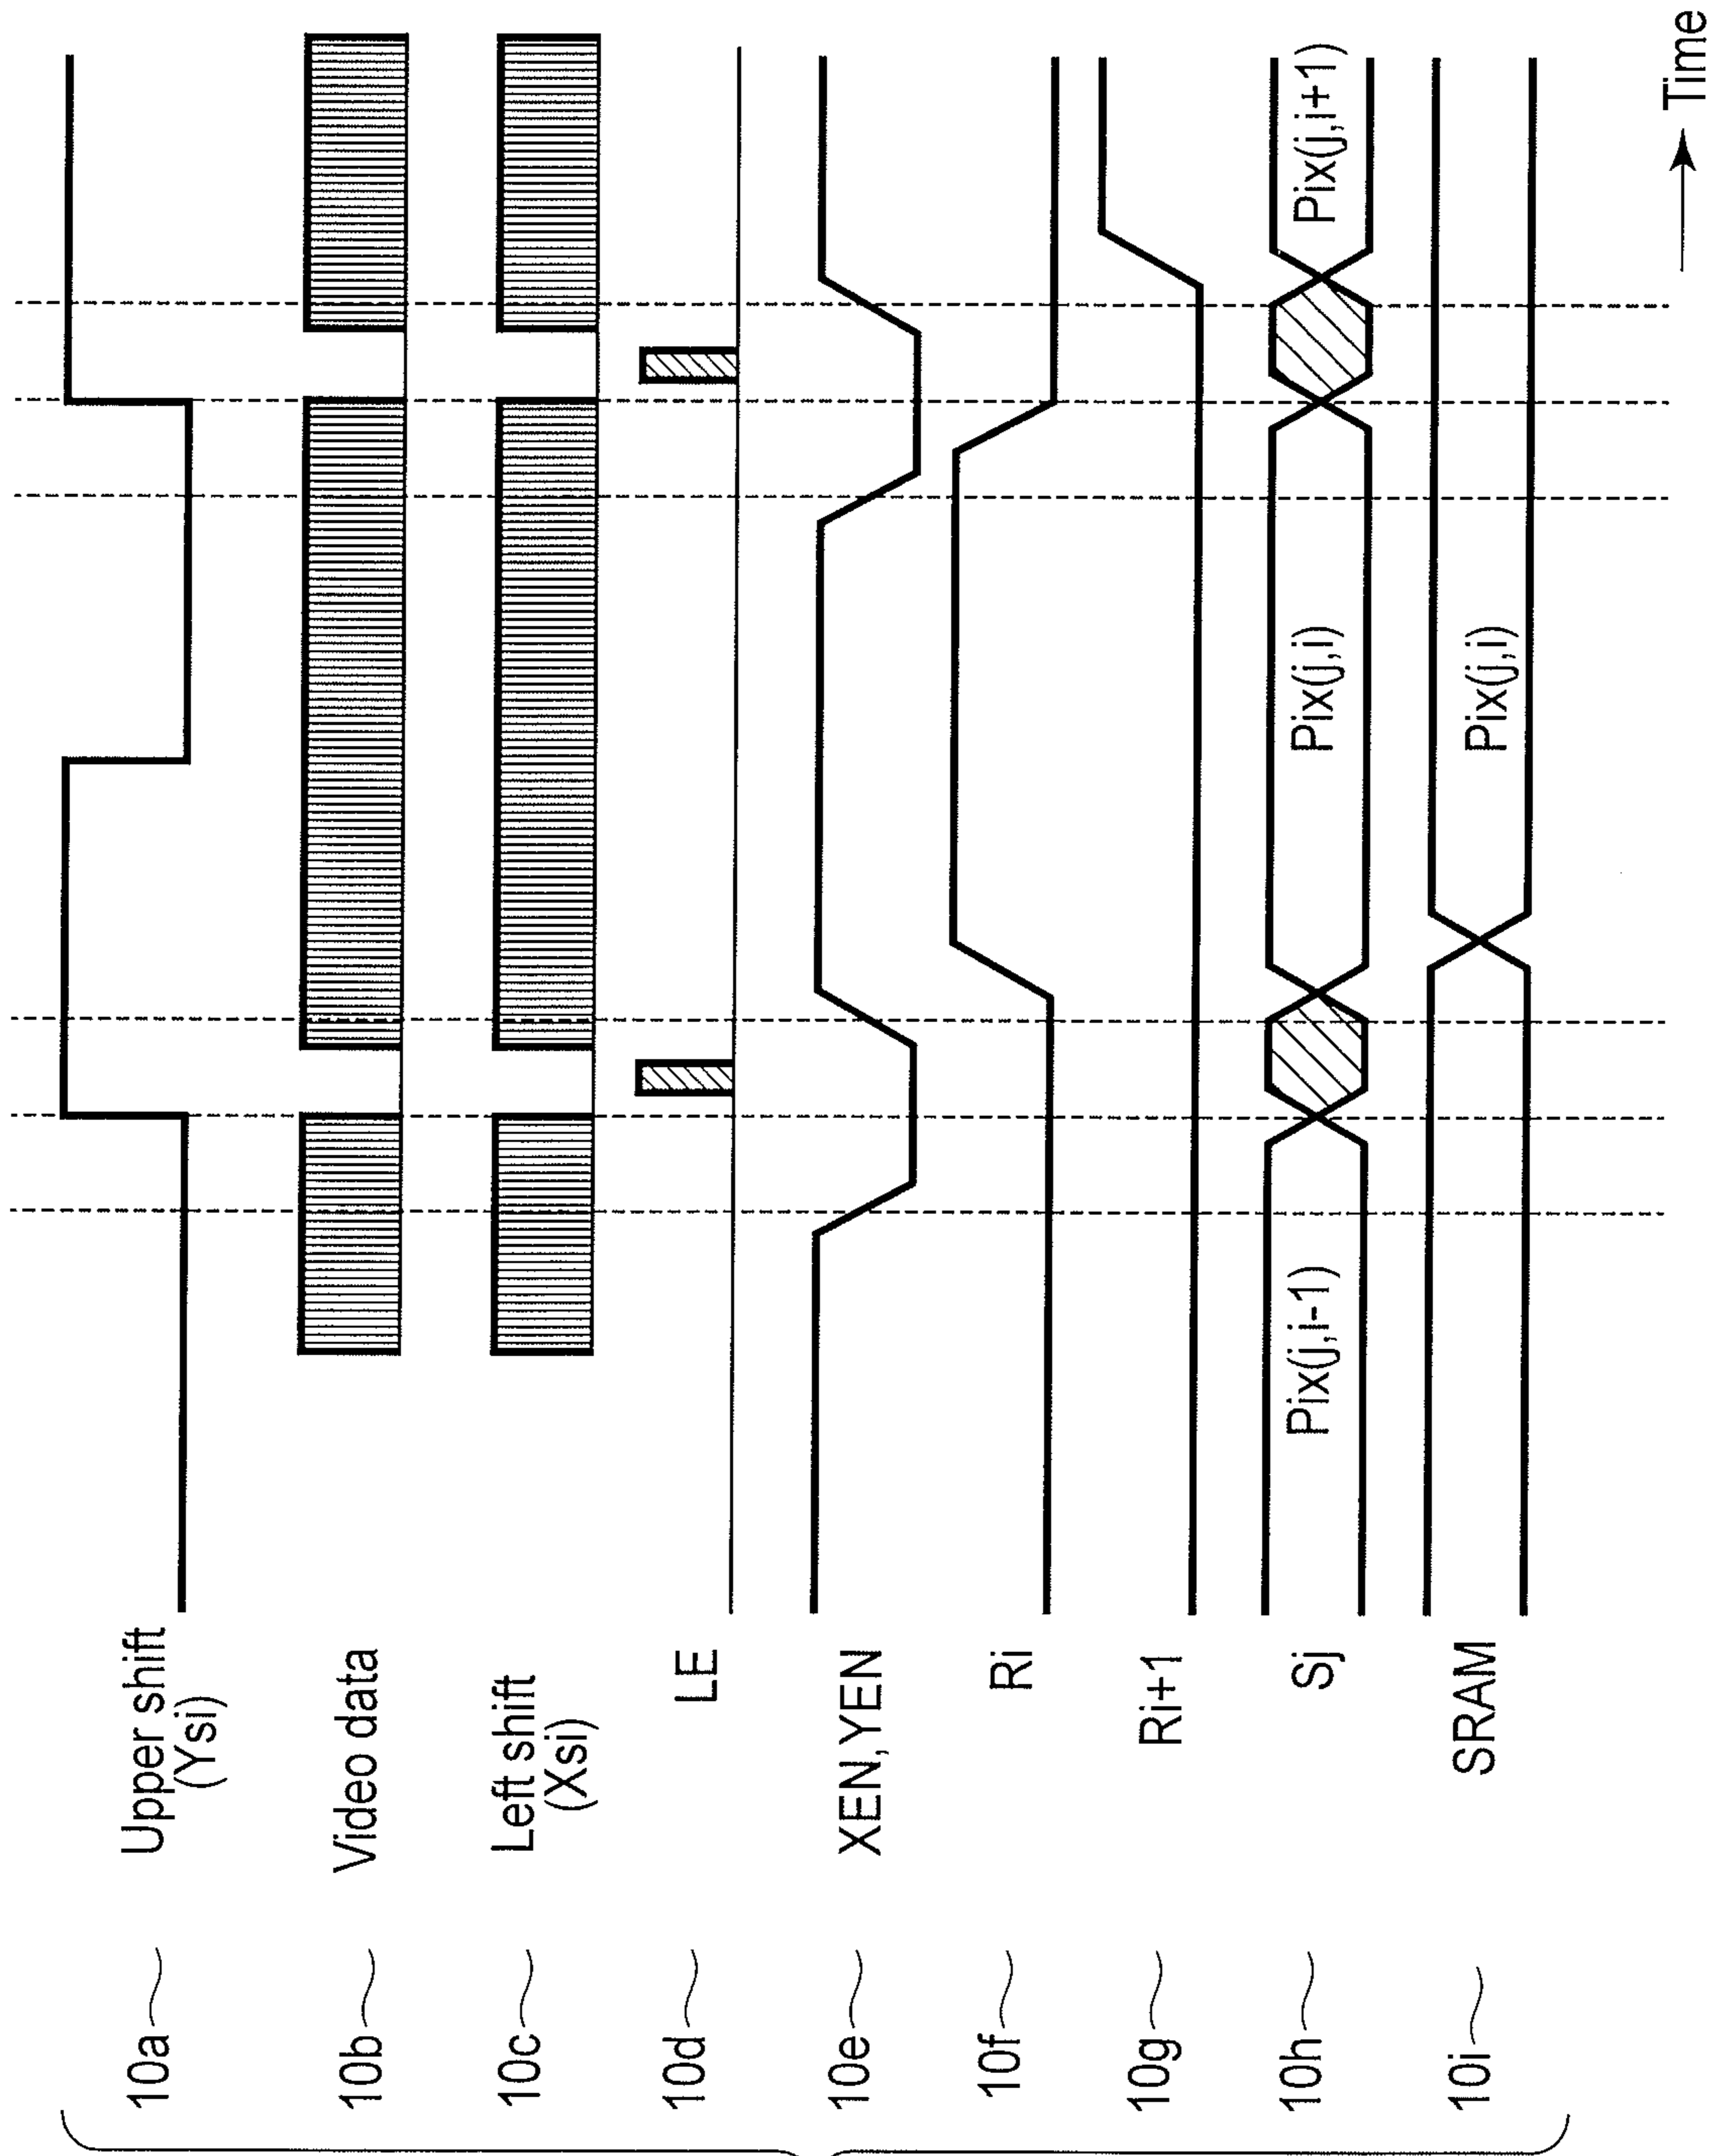 10a Upper shift
(Ysi)
10b Video data
10c Left shift
(Xsi)
10d LE
10e XEN,YEN
10f Ri
10g Ri+1
10h Sj Pix(j,i-1) Pix(j,i) Pix(j,i+1)
10i SRAM Pix(j,i)
Time